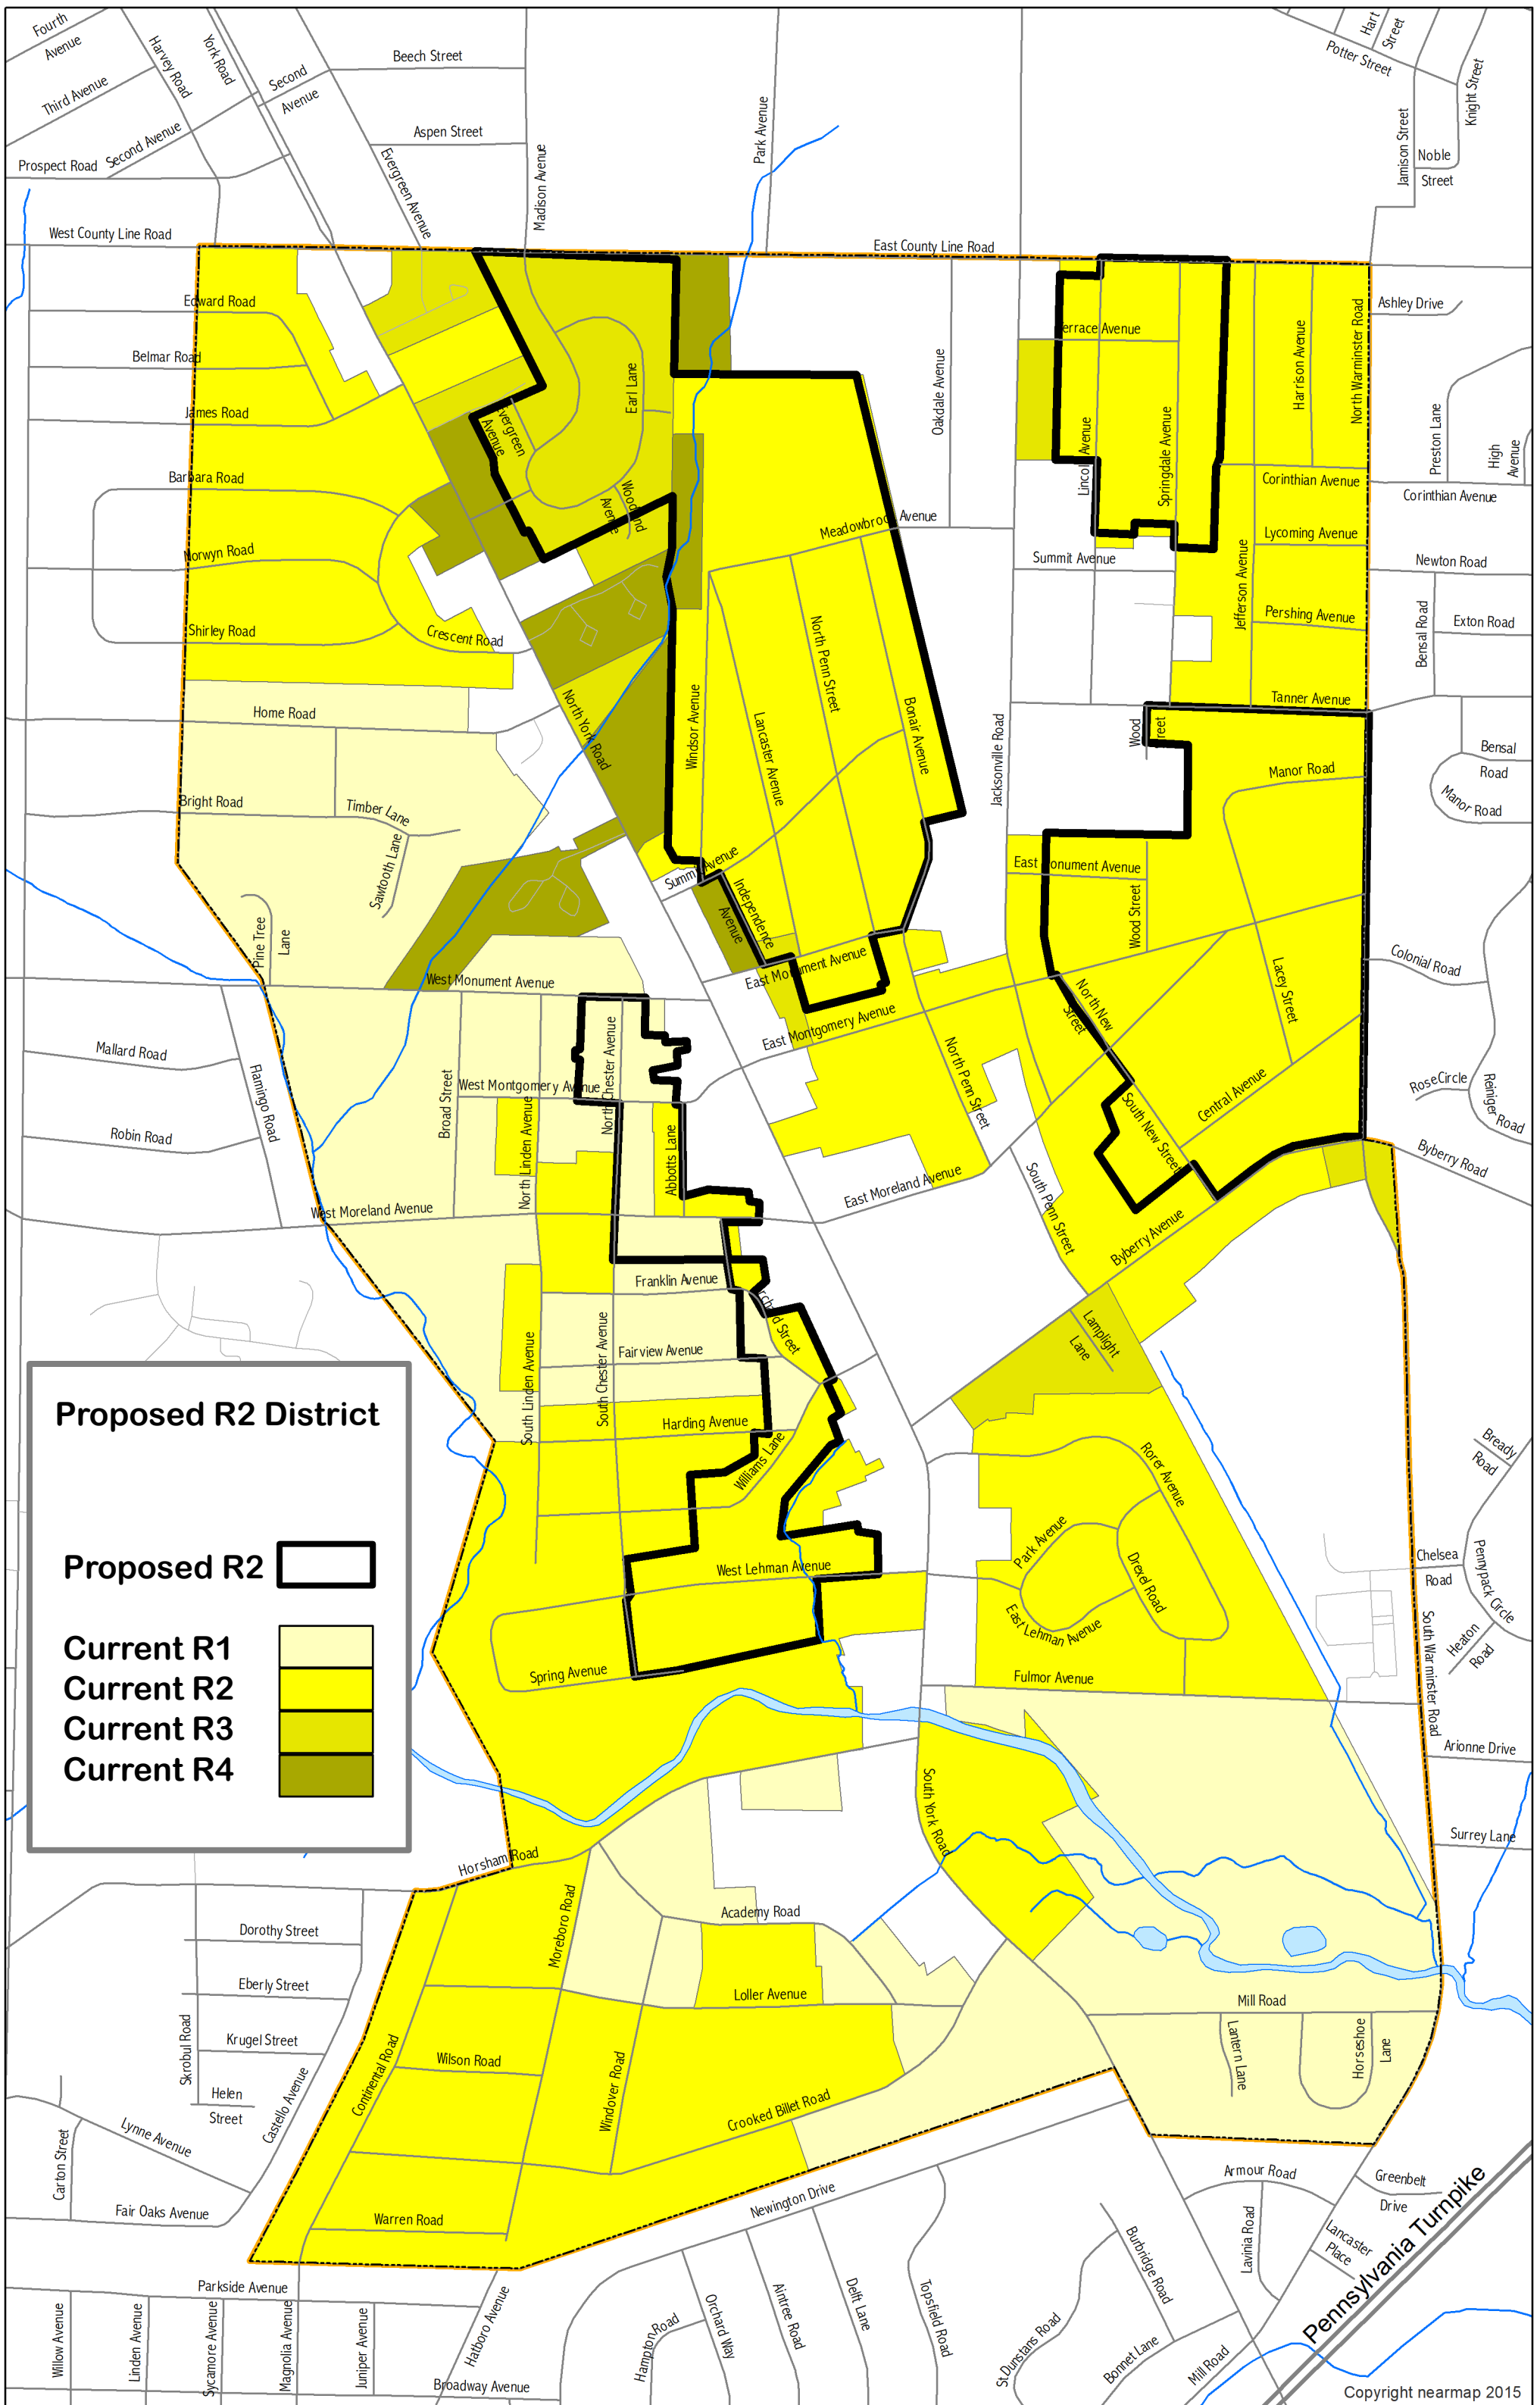 Fourth
Avenue
Third Avenue
Harvey Road
York Road
Second
Avenue
Second Avenue
Prospect Road
Beech Street
Aspen Street
Evergreen Avenue
Madison Avenue
Park Avenue
Hart
Street
Potter Street
Knight Street
Jamison Street
Noble
Street
West County Line Road
East County Line Road
Edward Road
Belmar Road
James Road
Barbara Road
Norwyn Road
Shirley Road
Crescent Road
Evergreen
Avenue
Earl Lane
Woodland
Avenue
Oakdale Avenue
Terrace Avenue
Lincoln Avenue
Springdale Avenue
Harrison Avenue
North Warminster Road
Ashley Drive
Preston Lane
High
Avenue
Corinthian Avenue
Corinthian Avenue
Meadowbrook Avenue
Summit Avenue
Lycoming Avenue
Jefferson Avenue
Pershing Avenue
Newton Road
Bensal Road
Exton Road
Tanner Avenue
Home Road
Bright Road
Timber Lane
Sawtooth Lane
Pine Tree
Lane
North York Road
Windsor Avenue
Lancaster Avenue
North Penn Street
Bonair Avenue
Jacksonville Road
Wood
Street
Manor Road
Bensal
Road
Manor Road
Summit Avenue
Independence
Avenue
East Monument Avenue
East Monument Avenue
Wood Street
Lacey Street
Colonial Road
West Monument Avenue
East Montgomery Avenue
North New
Street
Mallard Road
Flamingo Road
Robin Road
Broad Street
West Montgomery Avenue
North Chester Avenue
North Linden Avenue
Abbotts Lane
North Penn Street
South New Street
Central Avenue
Rose Circle
Reiniger
Road
Byberry Road
West Moreland Avenue
East Moreland Avenue
South Penn Street
Byberry Avenue
Franklin Avenue
Orchard Street
Fairview Avenue
South Linden Avenue
South Chester Avenue
Harding Avenue
Williams Lane
Lamplight
Lane
Proposed R2 District
Proposed R2
Current R1
Current R2
Current R3
Current R4
Rorer Avenue
Park Avenue
Drexel Road
East Lehman Avenue
West Lehman Avenue
Bready
Road
Chelsea
Road
Pennypack Circle
Heaton
Road
South Warminster Road
Spring Avenue
Fulmor Avenue
Arionne Drive
South York Road
Surrey Lane
Horsham Road
Moreboro Road
Academy Road
Dorothy Street
Eberly Street
Krugel Street
Skrobul Road
Helen
Street
Castello Avenue
Continental Road
Wilson Road
Windover Road
Loller Avenue
Mill Road
Lantern Lane
Horseshoe
Lane
Crooked Billet Road
Lynne Avenue
Carton Street
Fair Oaks Avenue
Warren Road
Newington Drive
Armour Road
Greenbelt
Drive
Lavinia Road
Lancaster
Place
Pennsylvania Turnpike
Parkside Avenue
Willow Avenue
Linden Avenue
Sycamore Avenue
Magnolia Avenue
Juniper Avenue
Hatboro Avenue
Broadway Avenue
Hampton Road
Orchard Way
Aintree Road
Delft Lane
Topsfield Road
St Dunstans Road
Burbridge Road
Bonnet Lane
Mill Road
Copyright nearmap 2015